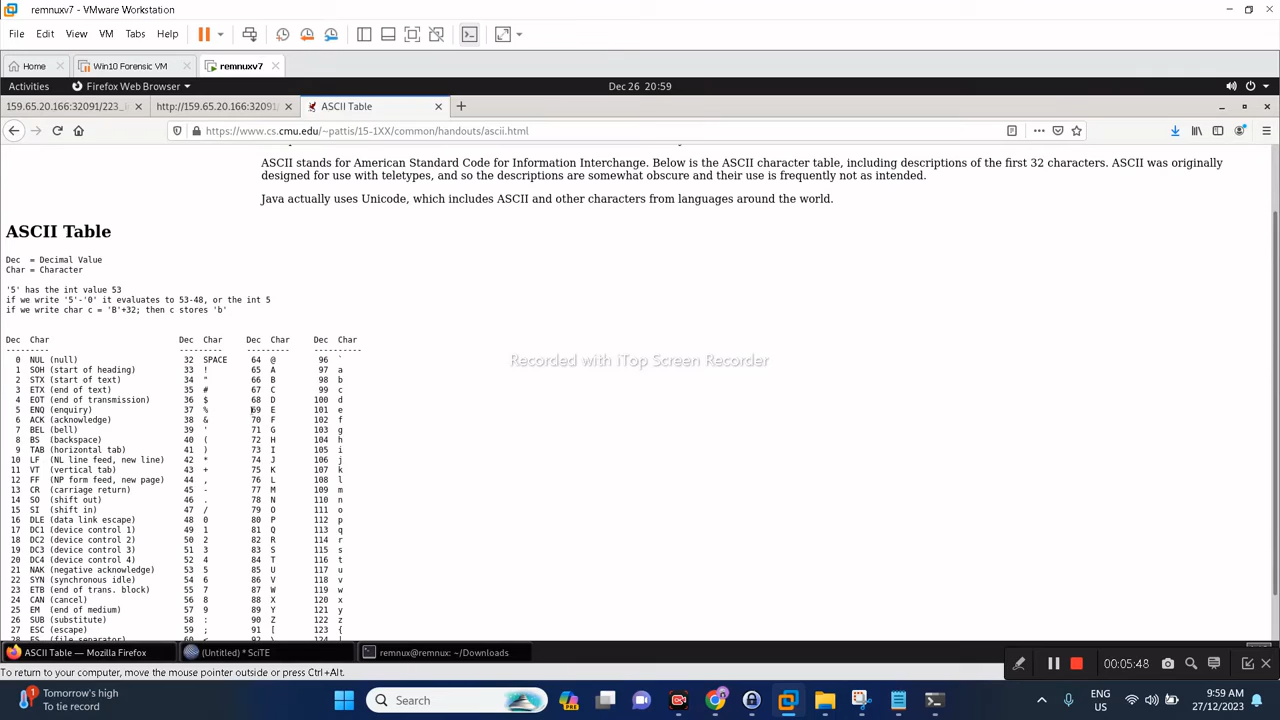 remnuxv7 - VMware Workstation
File Edit View VM Tabs Help
Home Win10 Forensic VM remnuxv7
Activities Firefox Web Browser Dec 26 20:59
159.65.20.166:32091/223_i http://159.65.20.166:32091/ ASCII Table
https://www.cs.cmu.edu/~pattis/15-1XX/common/handouts/ascii.html
ASCII stands for American Standard Code for Information Interchange. Below is the ASCII character table, including descriptions of the first 32 characters. ASCII was originally
designed for use with teletypes, and so the descriptions are somewhat obscure and their use is frequently not as intended.
Java actually uses Unicode, which includes ASCII and other characters from languages around the world.
ASCII Table
Dec = Decimal Value
Char = Character
'5' has the int value 53
if we write '5'-'0' it evaluates to 53-48, or the int 5
if we write char c = 'B'+32; then c stores 'b'
Dec Char Dec Char Dec Char Dec Char
--------- --------- --------- ----------
0 NUL (null) 32 SPACE 64 @ 96 `
1 SOH (start of heading) 33 ! 65 A 97 a
2 STX (start of text) 34 " 66 B 98 b
3 ETX (end of text) 35 # 67 C 99 c
4 EOT (end of transmission) 36 $ 68 D 100 d
5 ENQ (enquiry) 37 % 69 E 101 e
6 ACK (acknowledge) 38 & 70 F 102 f
7 BEL (bell) 39 ' 71 G 103 g
8 BS (backspace) 40 ( 72 H 104 h
9 TAB (horizontal tab) 41 ) 73 I 105 i
10 LF (NL line feed, new line) 42 * 74 J 106 j
11 VT (vertical tab) 43 + 75 K 107 k
12 FF (NP form feed, new page) 44 , 76 L 108 l
13 CR (carriage return) 45 - 77 M 109 m
14 SO (shift out) 46 . 78 N 110 n
15 SI (shift in) 47 / 79 O 111 o
16 DLE (data link escape) 48 0 80 P 112 p
17 DC1 (device control 1) 49 1 81 Q 113 q
18 DC2 (device control 2) 50 2 82 R 114 r
19 DC3 (device control 3) 51 3 83 S 115 s
20 DC4 (device control 4) 52 4 84 T 116 t
21 NAK (negative acknowledge) 53 5 85 U 117 u
22 SYN (synchronous idle) 54 6 86 V 118 v
23 ETB (end of trans. block) 55 7 87 W 119 w
24 CAN (cancel) 56 8 88 X 120 x
25 EM (end of medium) 57 9 89 Y 121 y
26 SUB (substitute) 58 : 90 Z 122 z
27 ESC (escape) 59 ; 91 [ 123 {
28 FS (file separator) 60 < 92 \ 124 |
Recorded with iTop Screen Recorder
ASCII Table — Mozilla Firefox (Untitled) * SciTE remnux@remnux: ~/Downloads
00:05:48
To return to your computer, move the mouse pointer outside or press Ctrl+Alt.
1 Tomorrow's high
To tie record
Search
PRE
ENG
US
9:59 AM
27/12/2023